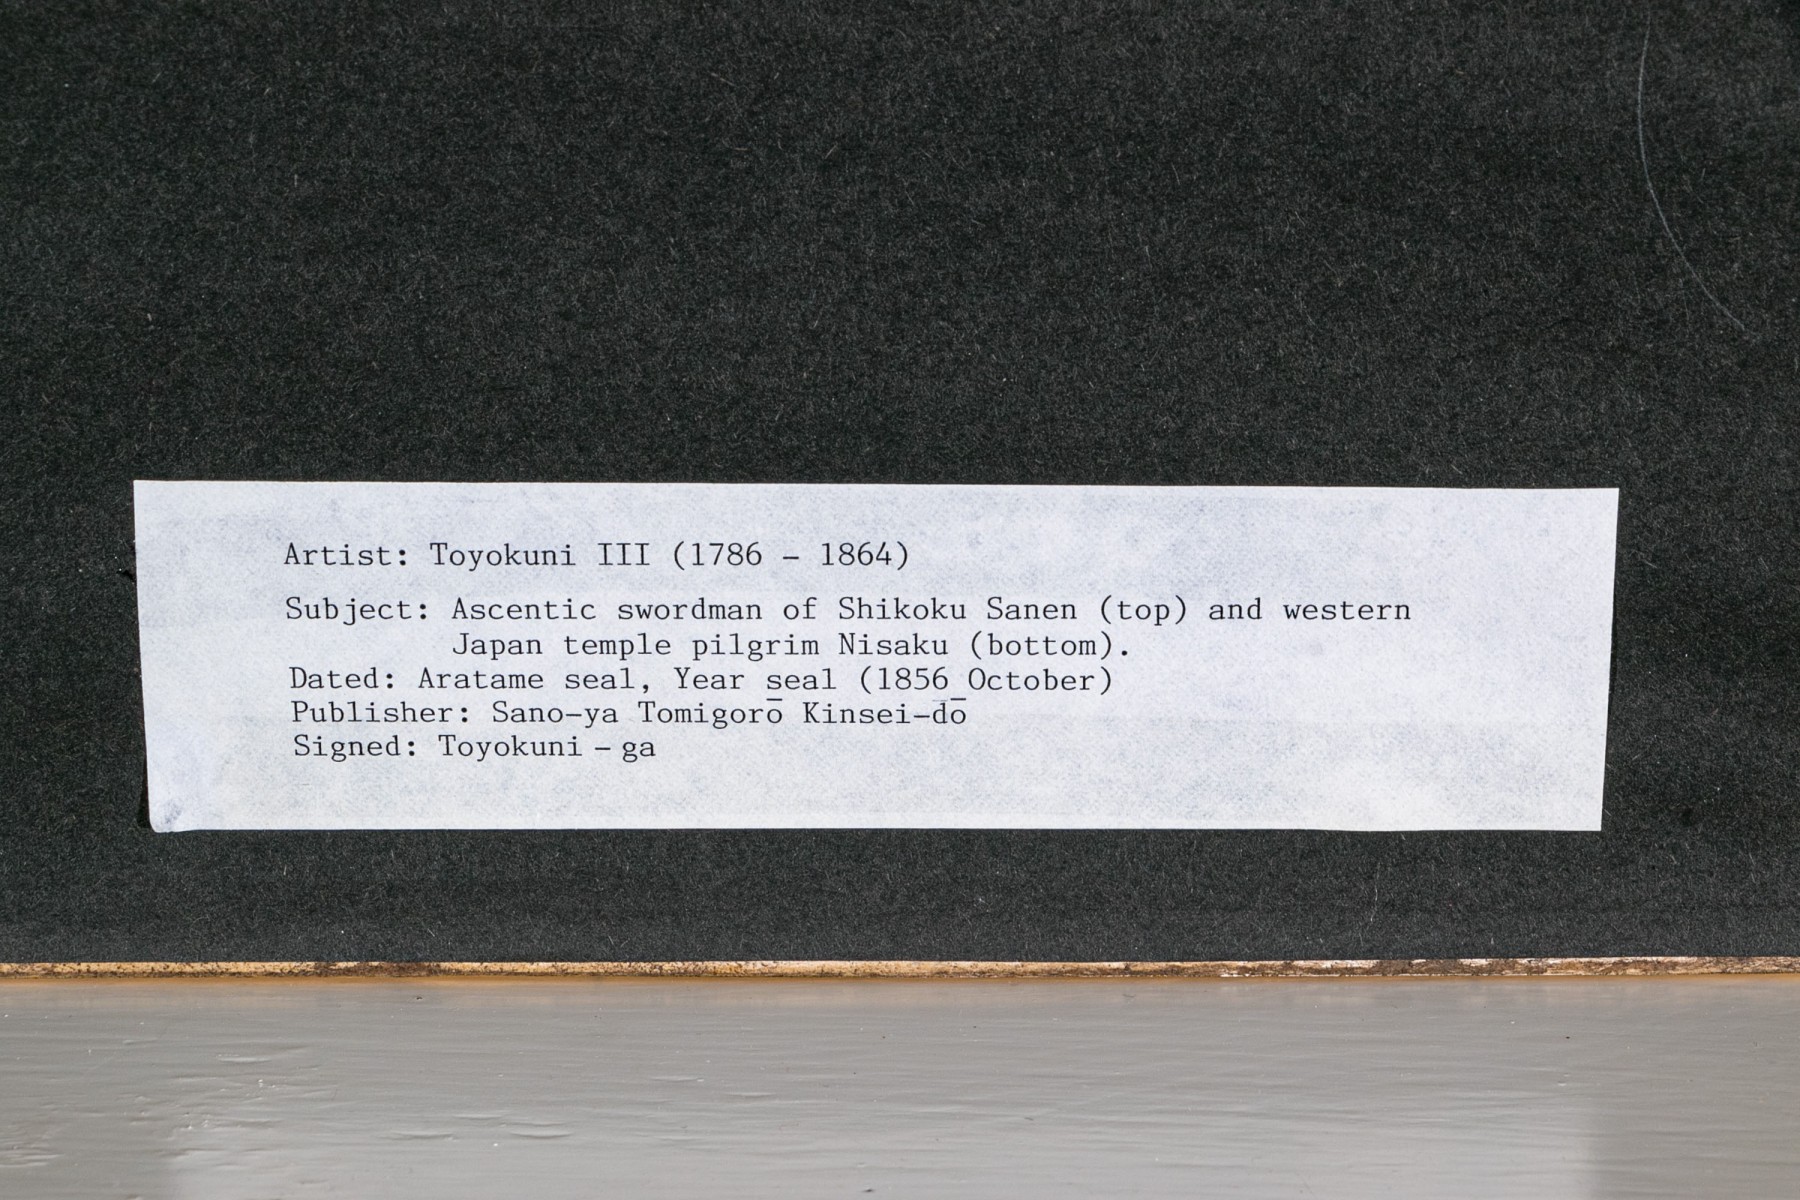 Artist: Toyokuni III (1786 – 1864)
Subject: Ascentic swordman of Shikoku Sanen (top) and western
Japan temple pilgrim Nisaku (bottom).
Dated: Aratame seal, Year seal (1856 October)
Publisher: Sano-ya Tomigorō Kinsei-dō
Signed: Toyokuni – ga